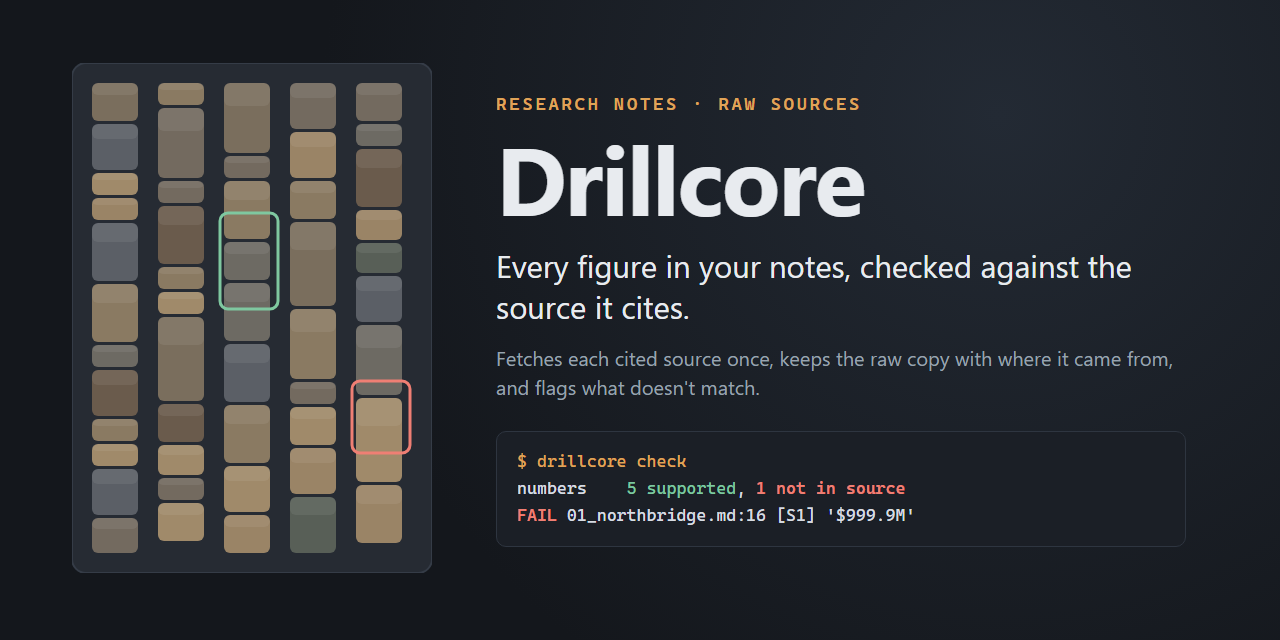 RESEARCH NOTES · RAW SOURCES
Drillcore
Every figure in your notes, checked against the
source it cites.
Fetches each cited source once, keeps the raw copy with where it came from,
and flags what doesn't match.
$ drillcore check
numbers    5 supported, 1 not in source
FAIL 01_northbridge.md:16 [S1] '$999.9M'